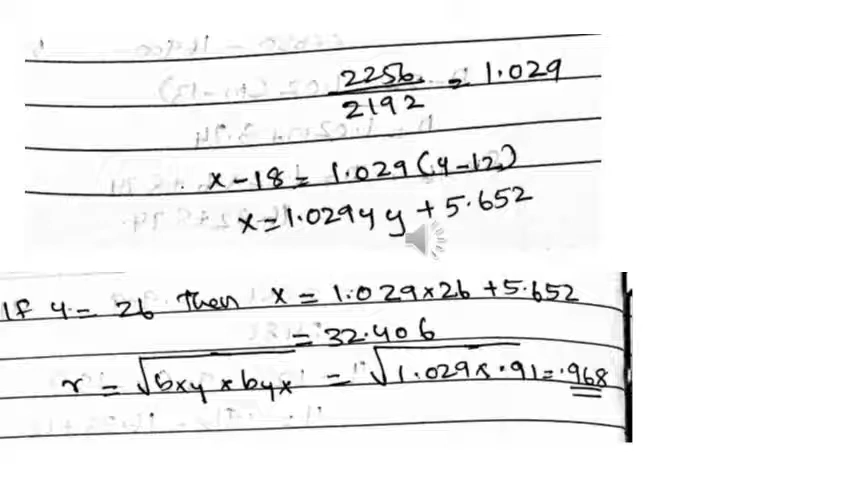 2256 / 2192 = 1.029
x - 18 = 1.029 (y - 12)
x = 1.029 y y + 5.652
If y = 26 Then x = 1.029 × 26 + 5.652
= 32.406
r = √bxy × byx = √1.029 × .91 = .968